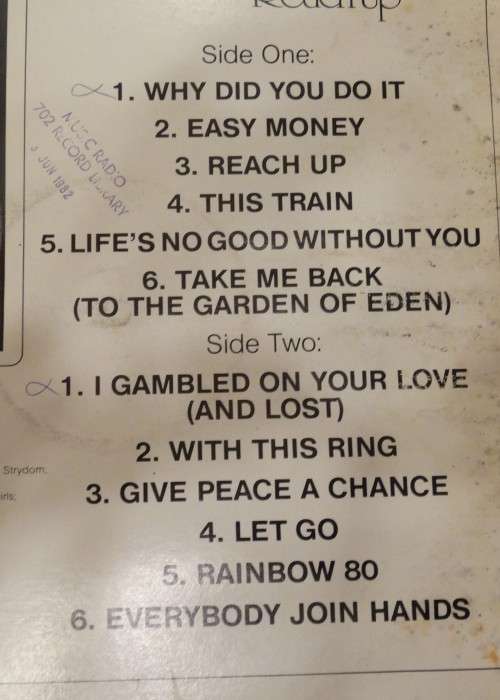 Side One:
1. WHY DID YOU DO IT
2. EASY MONEY
3. REACH UP
4. THIS TRAIN
5. LIFE'S NO GOOD WITHOUT YOU
6. TAKE ME BACK
(TO THE GARDEN OF EDEN)
Side Two:
1. I GAMBLED ON YOUR LOVE
(AND LOST)
2. WITH THIS RING
3. GIVE PEACE A CHANCE
4. LET GO
5. RAINBOW 80
6. EVERYBODY JOIN HANDS
RADIO
702 RECORD LIBRARY
JUN 1982
Strydom,